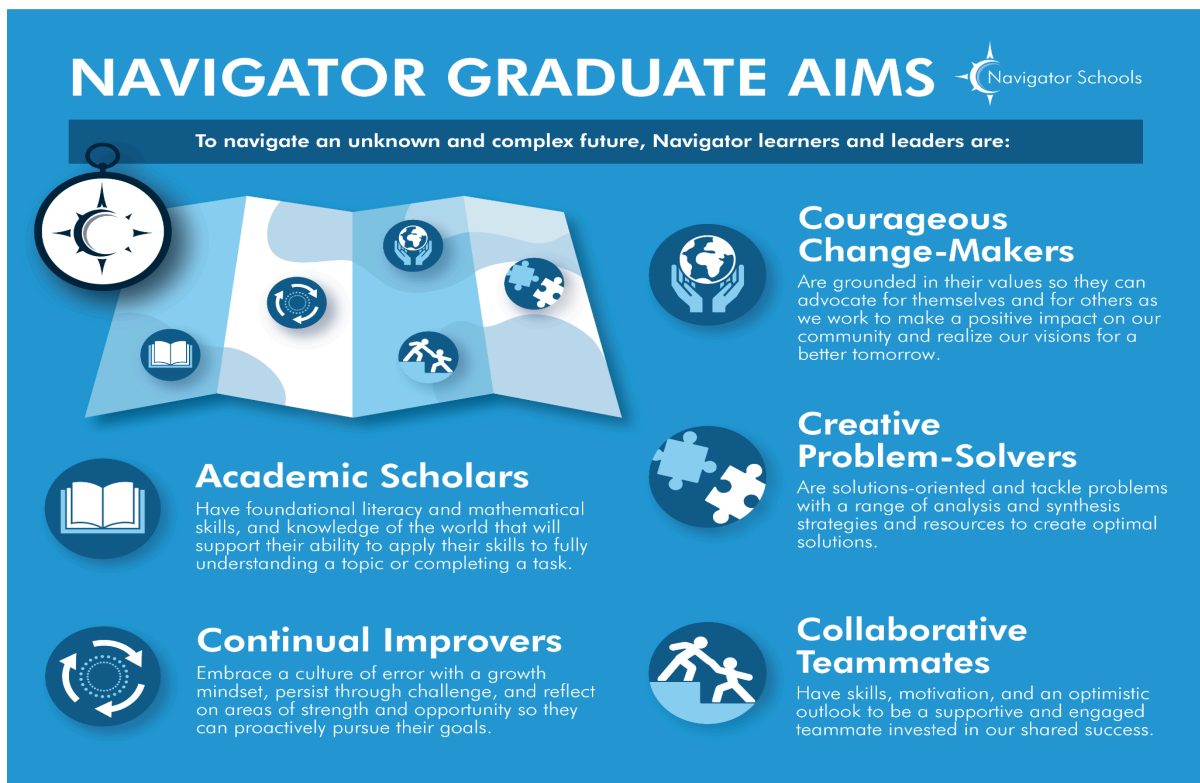 NAVIGATOR GRADUATE AIMS
Navigator Schools
To navigate an unknown and complex future, Navigator learners and leaders are:
Academic Scholars
Have foundational literacy and mathematical
skills, and knowledge of the world that will
support their ability to apply their skills to fully
understanding a topic or completing a task.
Continual Improvers
Embrace a culture of error with a growth
mindset, persist through challenge, and reflect
on areas of strength and opportunity so they
can proactively pursue their goals.
Courageous
Change-Makers
Are grounded in their values so they can
advocate for themselves and for others as
we work to make a positive impact on our
community and realize our visions for a
better tomorrow.
Creative
Problem-Solvers
Are solutions-oriented and tackle problems
with a range of analysis and synthesis
strategies and resources to create optimal
solutions.
Collaborative
Teammates
Have skills, motivation, and an optimistic
outlook to be a supportive and engaged
teammate invested in our shared success.